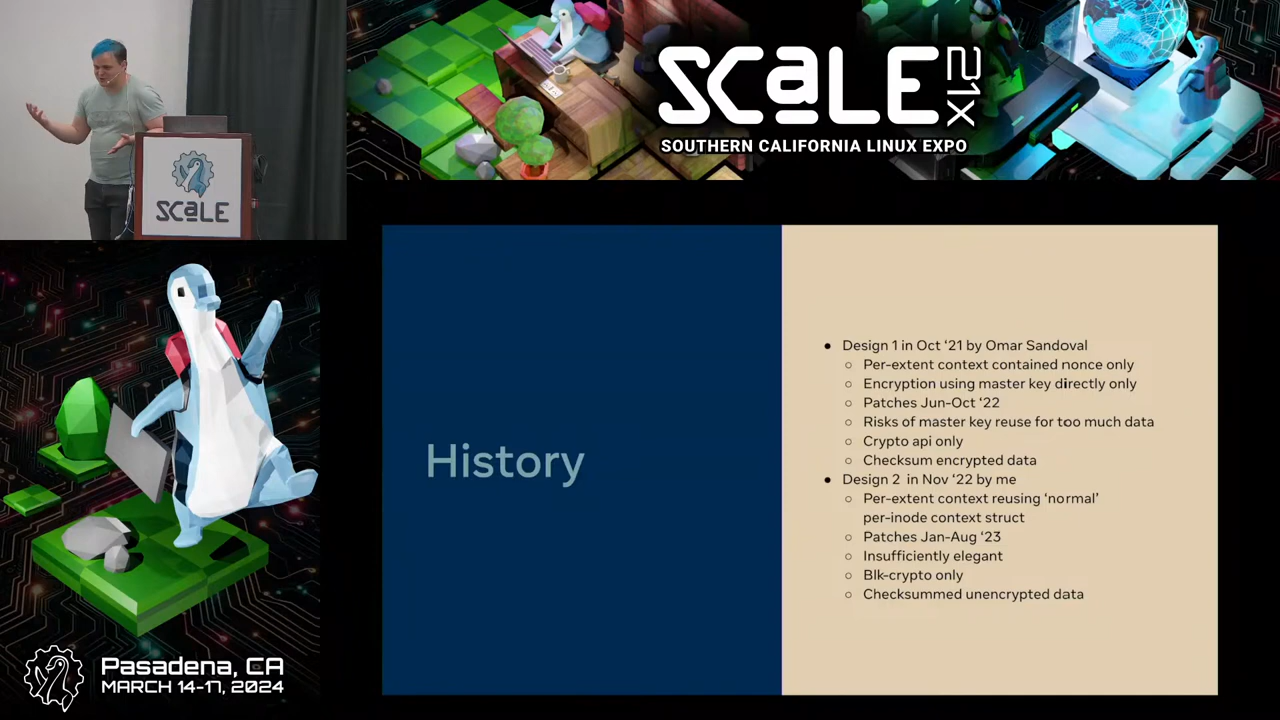 SCALE 21X
SOUTHERN CALIFORNIA LINUX EXPO
SCALE
History
● Design 1 in Oct ‘21 by Omar Sandoval
○ Per-extent context contained nonce only
○ Encryption using master key directly only
○ Patches Jun-Oct ‘22
○ Risks of master key reuse for too much data
○ Crypto api only
○ Checksum encrypted data
● Design 2 in Nov ‘22 by me
○ Per-extent context reusing ‘normal’
per-inode context struct
○ Patches Jan-Aug ‘23
○ Insufficiently elegant
○ Blk-crypto only
○ Checksummed unencrypted data
Pasadena, CA
MARCH 14-17, 2024